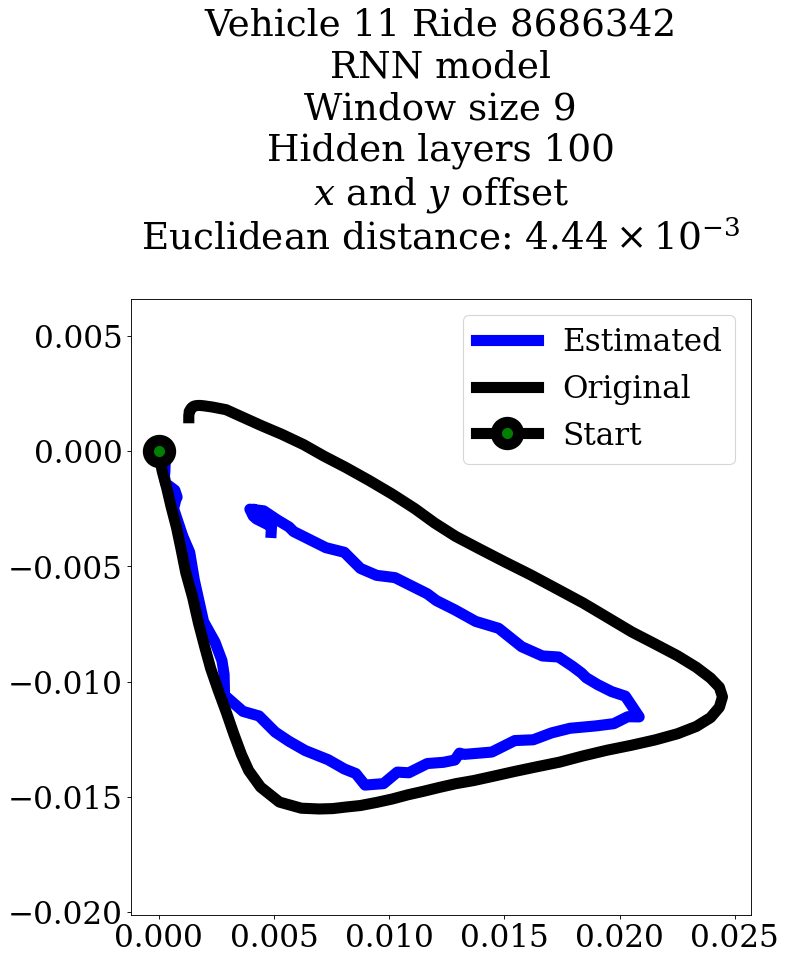 Vehicle 11 Ride 8686342
RNN model
Window size 9
Hidden layers 100
x and y offset
Euclidean distance: 4.44 × 10⁻³
Estimated
Original
Start
0.005
0.000
−0.005
−0.010
−0.015
−0.020
0.000 0.005 0.010 0.015 0.020 0.025